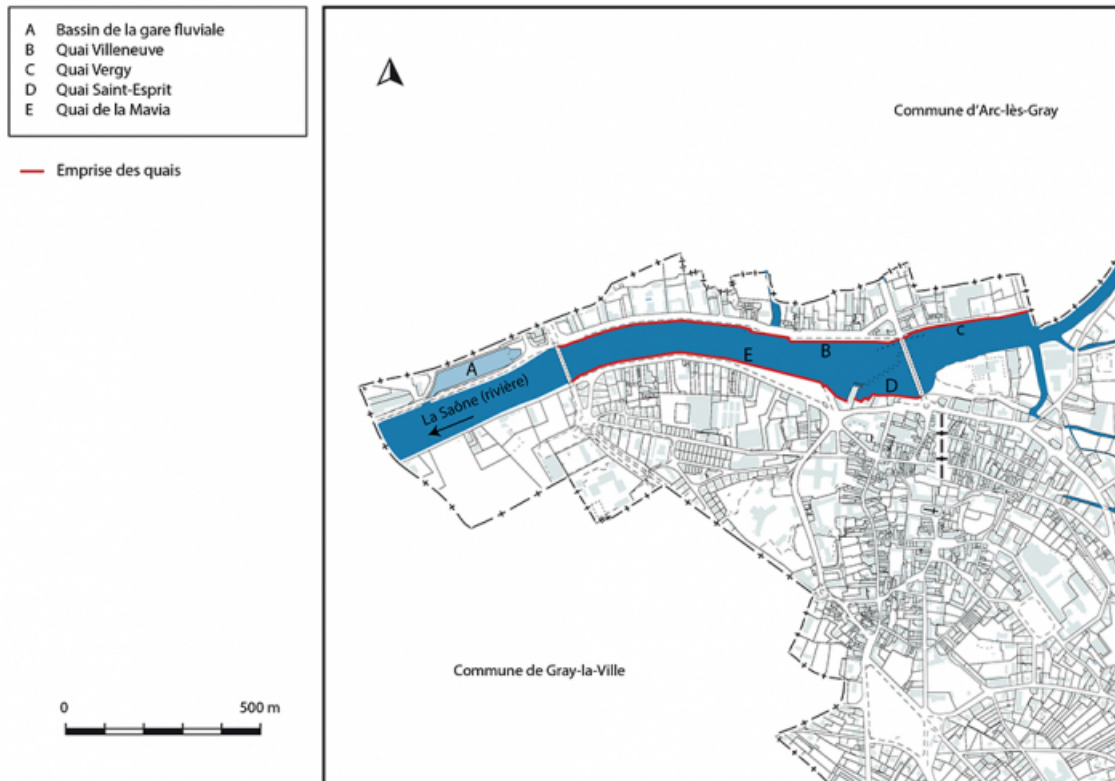 A Bassin de la gare fluviale
B Quai Villeneuve
C Quai Vergy
D Quai Saint-Esprit
E Quai de la Mavia
Emprise des quais
0 500 m
Commune d'Arc-lès-Gray
A
B
C
D
E
La Saône (rivière)
Commune de Gray-la-Ville